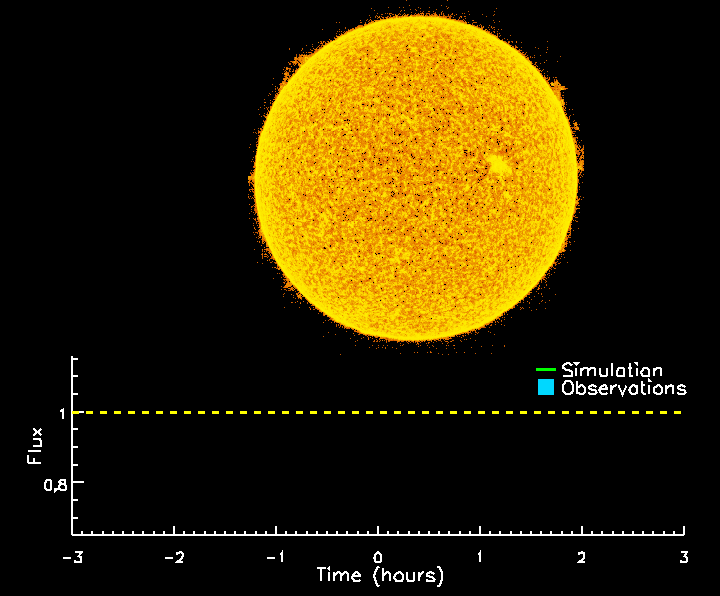 Simulation
Observations
1
0,8
Flux
-3 -2 -1 0 1 2 3
Time (hours)